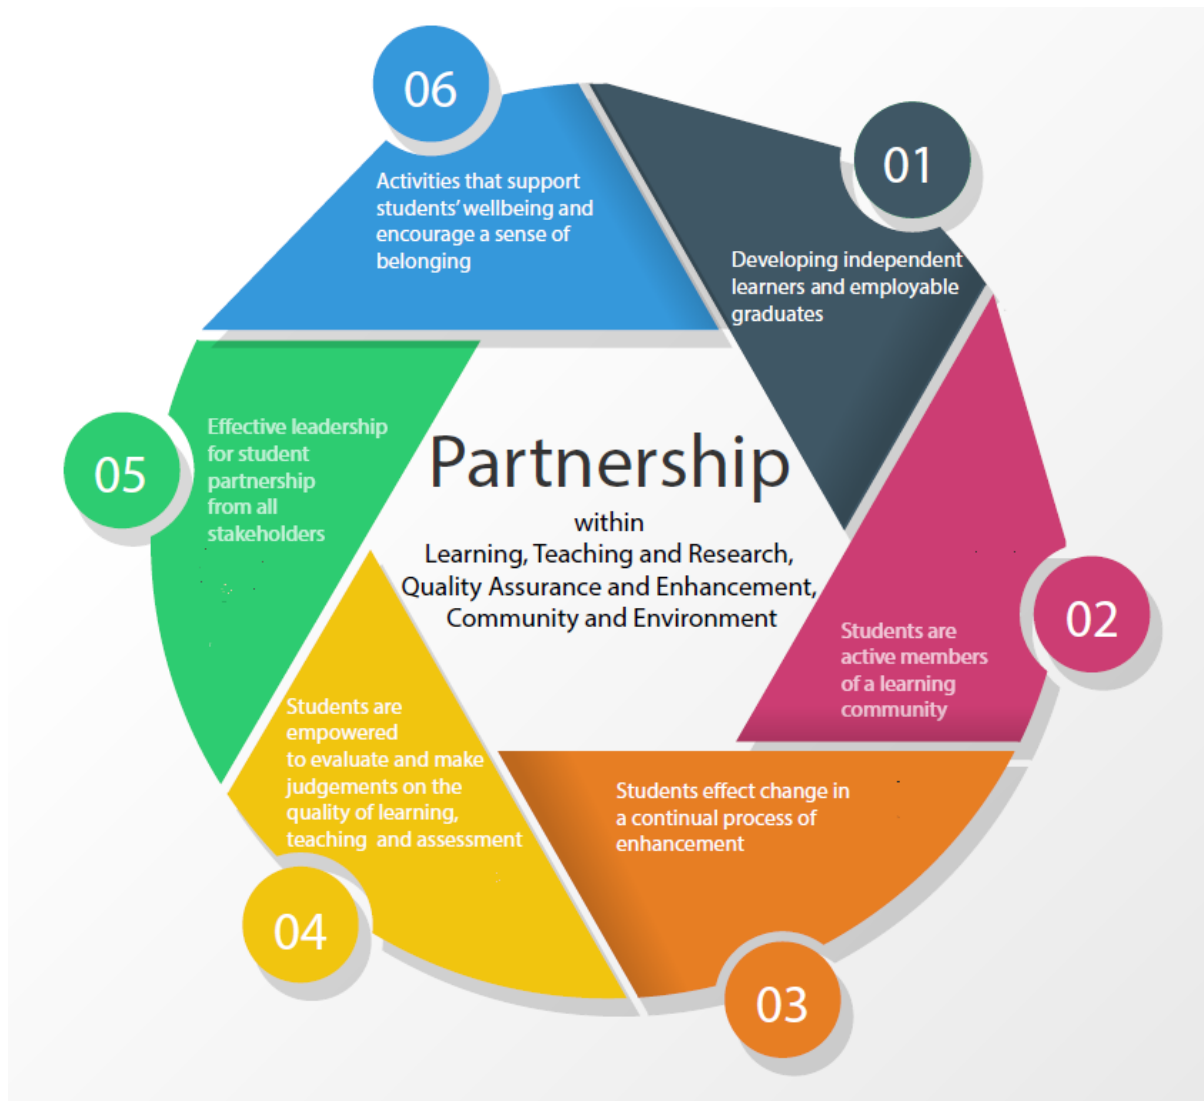 06
Activities that support
students' wellbeing and
encourage a sense of
belonging
01
Developing independent
learners and employable
graduates
05
Effective leadership
for student
partnership
from all
stakeholders
Partnership
within
Learning, Teaching and Research,
Quality Assurance and Enhancement,
Community and Environment
02
Students are
active members
of a learning
community
04
Students are
empowered
to evaluate and make
judgements on the
quality of learning,
teaching and assessment
03
Students effect change in
a continual process of
enhancement